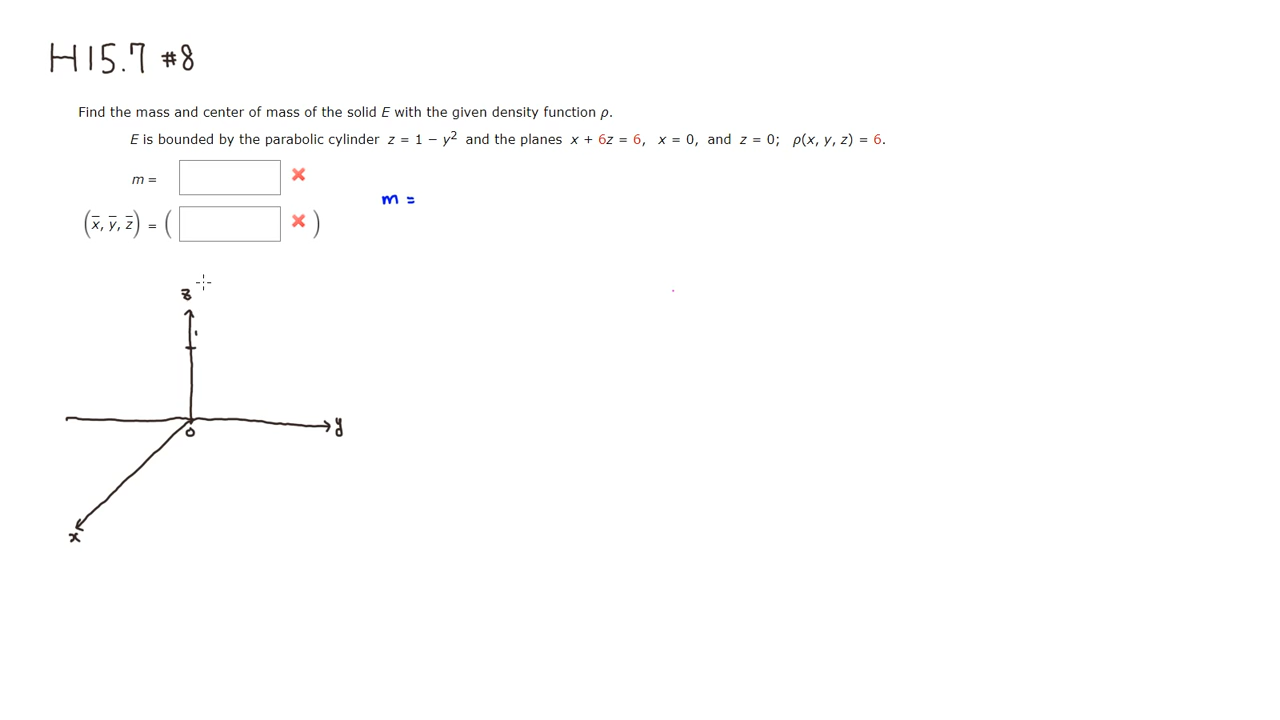 H15.7 #8
Find the mass and center of mass of the solid E with the given density function ρ.
E is bounded by the parabolic cylinder z = 1 − y² and the planes x + 6z = 6, x = 0, and z = 0; ρ(x, y, z) = 6.
m =
m =
(x̅, y̅, z̅) = ( )
z
1
y
0
x